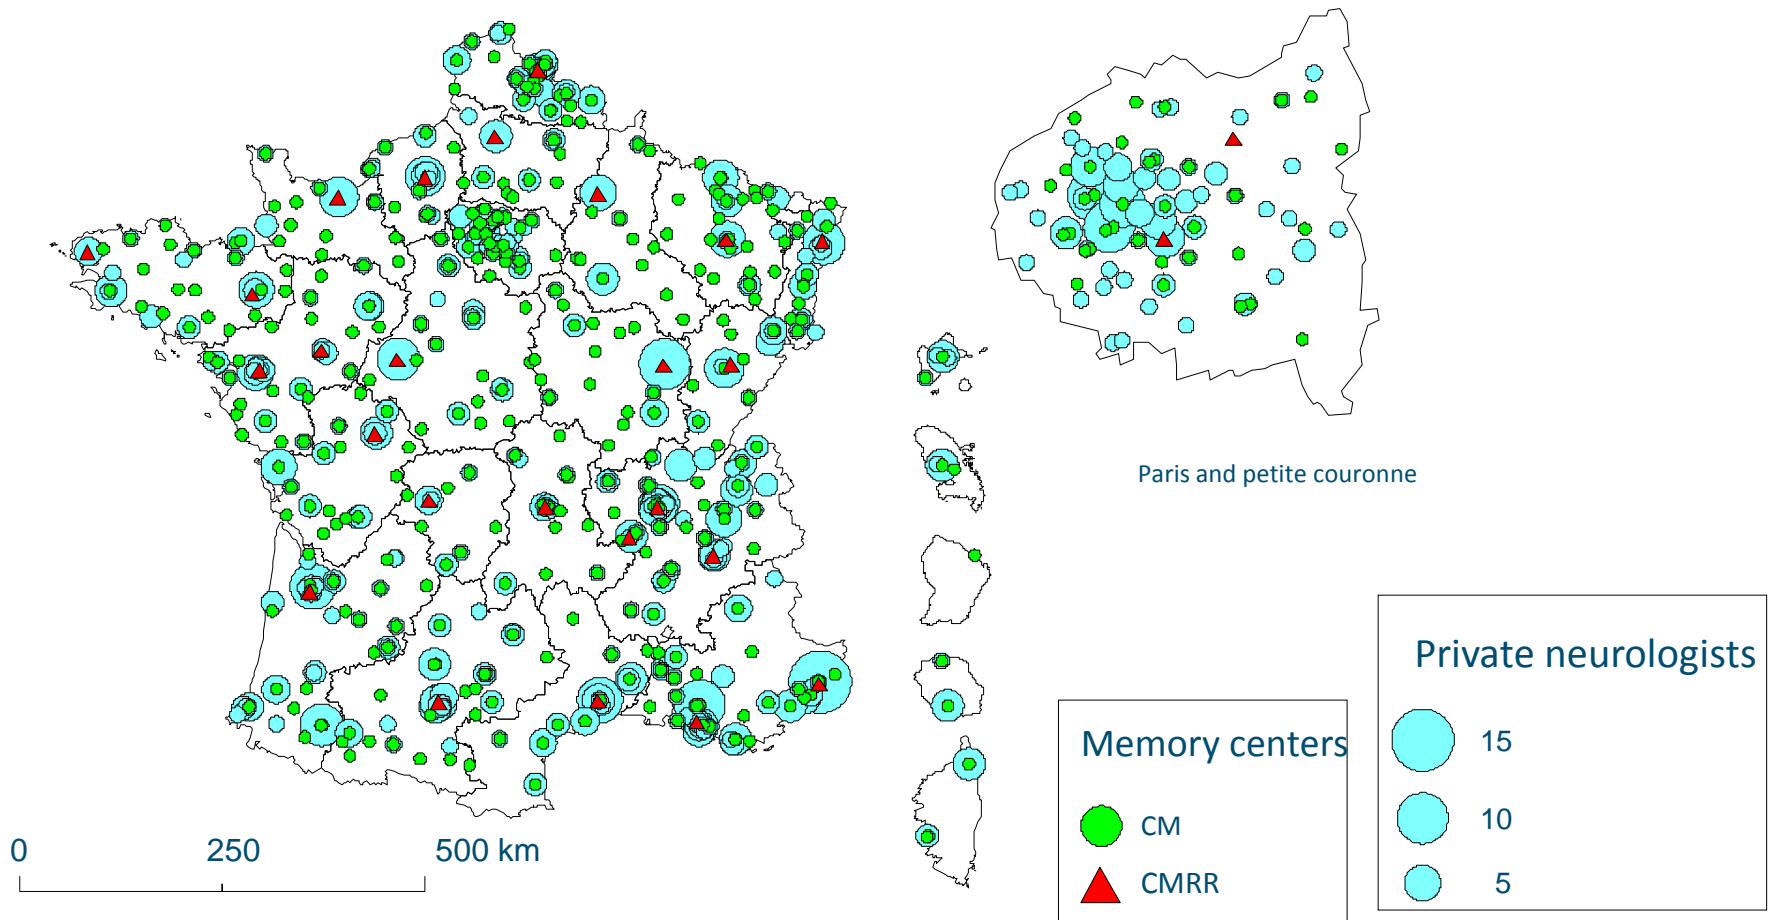 Paris and petite couronne
Private neurologists
15
10
5
Memory centers
CM
CMRR
0 250 500 km